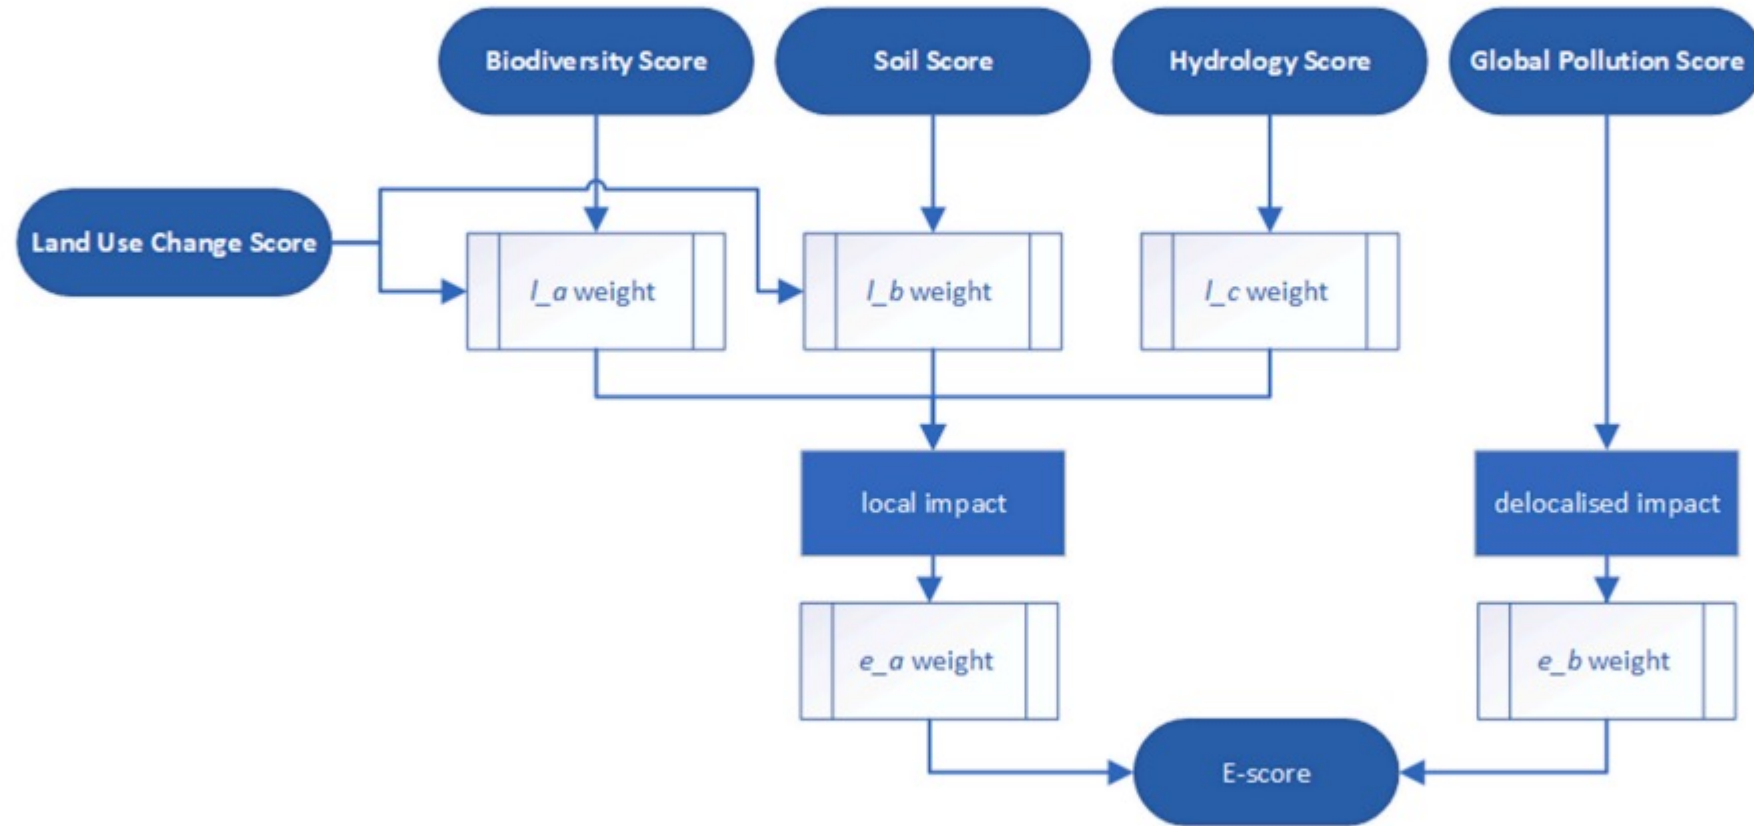 Biodiversity Score
Soil Score
Hydrology Score
Global Pollution Score
Land Use Change Score
l_a weight
l_b weight
l_c weight
local impact
delocalised impact
e_a weight
e_b weight
E-score